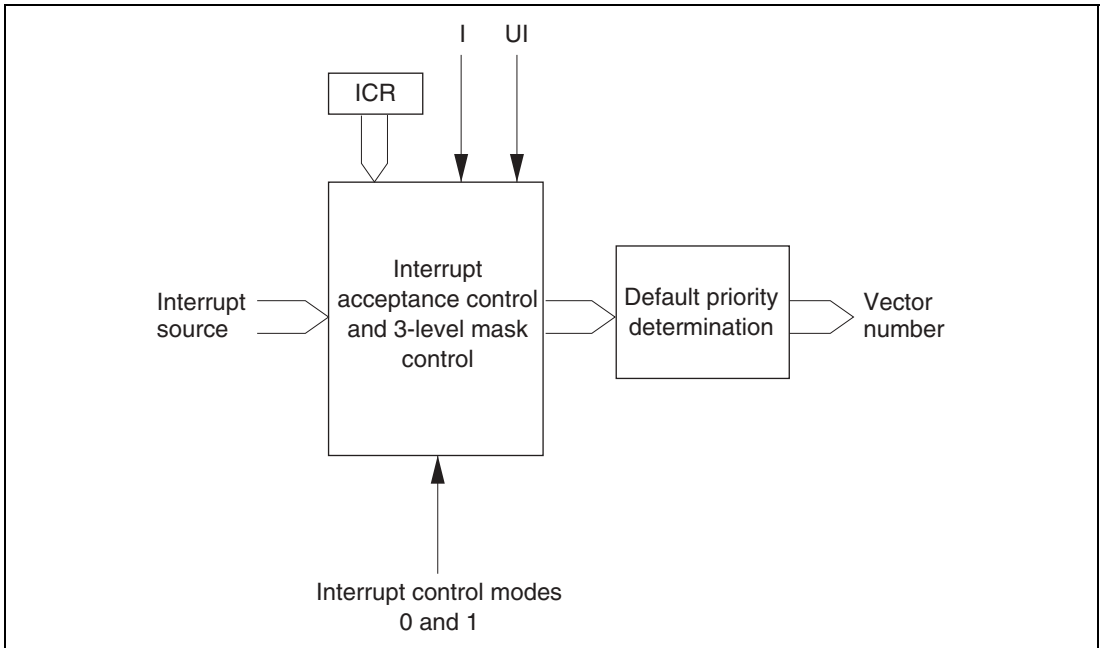 I UI
ICR
Interrupt
acceptance control
and 3-level mask
control
Interrupt
source
Default priority
determination
Vector
number
Interrupt control modes
0 and 1